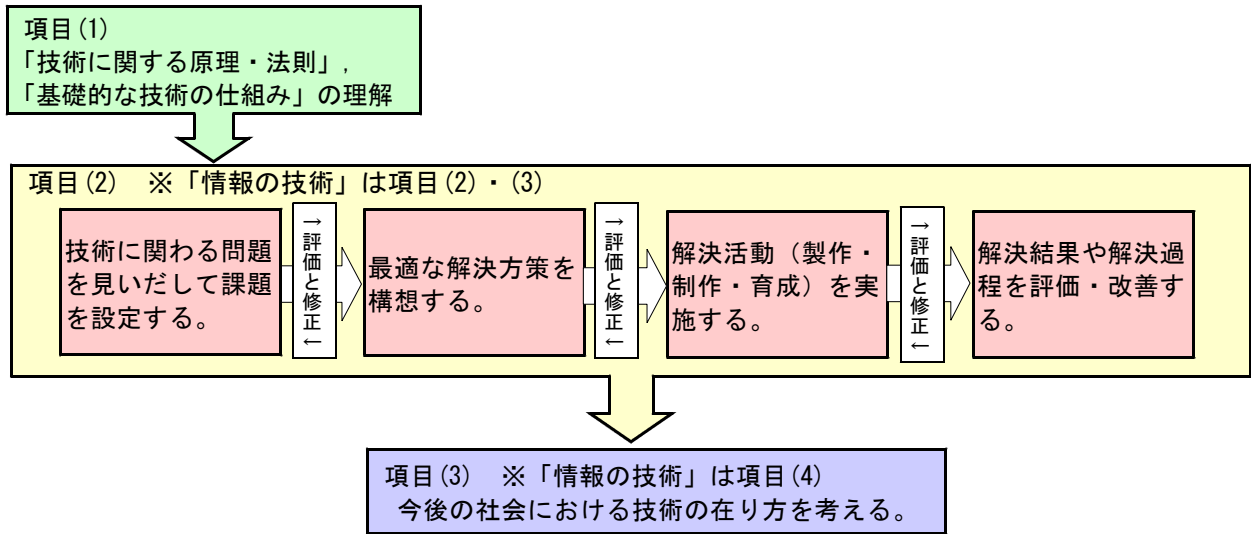 項目(1)
「技術に関する原理・法則」,
「基礎的な技術の仕組み」の理解
項目(2)　※「情報の技術」は項目(2)・(3)
技術に関わる問題
を見いだして課題
を設定する。
→評価と修正←
最適な解決方策を
構想する。
→評価と修正←
解決活動（製作・
制作・育成）を実
施する。
→評価と修正←
解決結果や解決過
程を評価・改善す
る。
項目(3)　※「情報の技術」は項目(4)
今後の社会における技術の在り方を考える。